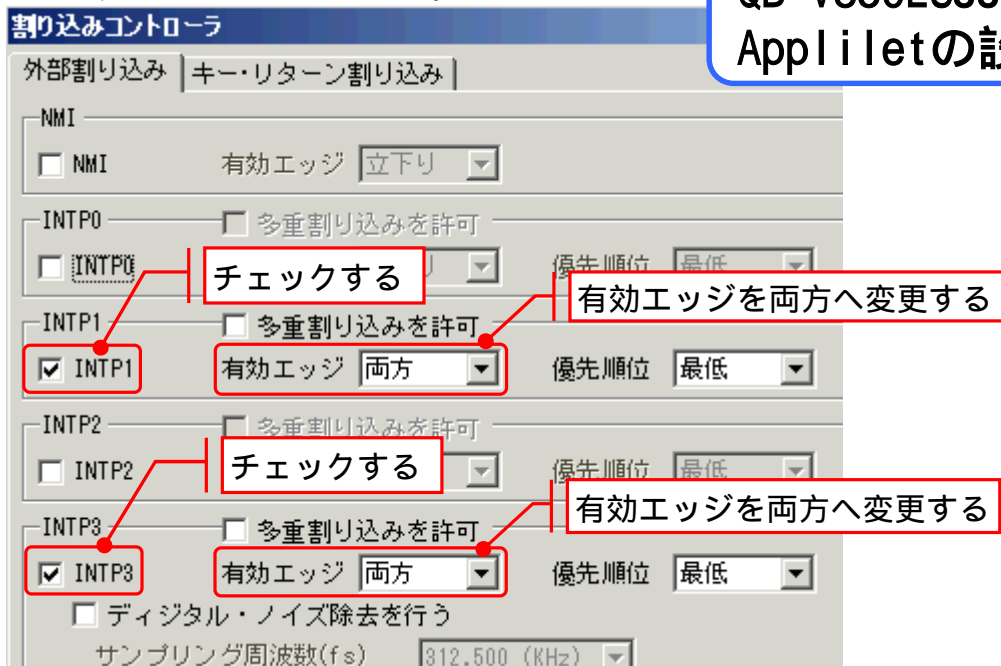 割り込みコントローラ
Appliletの設
外部割り込み キー・リターン割り込み
NMI
NMI 有効エッジ 立下り
INTP0 多重割り込みを許可
INTP0 優先順位 最低
チェックする
有効エッジを両方へ変更する
INTP1 多重割り込みを許可
INTP1 有効エッジ 両方 優先順位 最低
INTP2 多重割り込みを許可
INTP2 優先順位 最低
チェックする
有効エッジを両方へ変更する
INTP3 多重割り込みを許可
INTP3 有効エッジ 両方 優先順位 最低
ディジタル・ノイズ除去を行う
サンプリング周波数(fs) 312.500 (KHz)